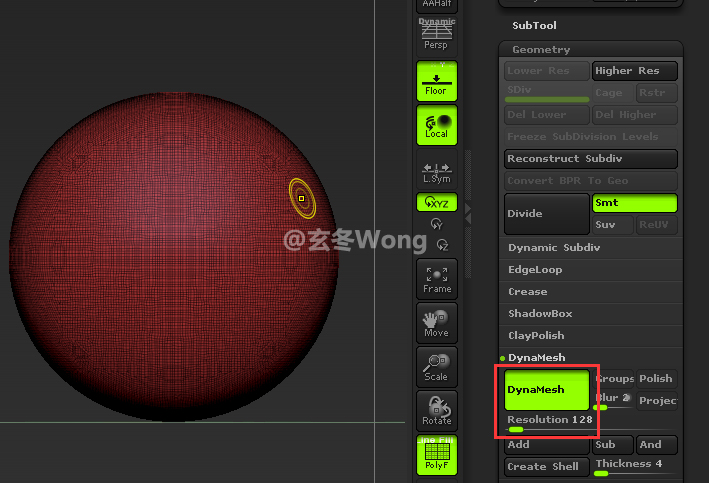 AAHalf
Dynamic
Persp
Floor
Local
L.Sym
XYZ
Y
Z
Frame
Move
Scale
Rotate
Line Fill
PolyF
@玄冬Wong
SubTool
Geometry
Lower Res
Higher Res
SDiv
Cage
Rstr
Del Lower
Del Higher
Freeze SubDivision Levels
Reconstruct Subdiv
Convert BPR To Geo
Divide
Smt
Suv
ReUV
Dynamic Subdiv
EdgeLoop
Crease
ShadowBox
ClayPolish
DynaMesh
DynaMesh
Groups
Polish
Blur 2
Projec
Resolution 128
Add
Sub
And
Create Shell
Thickness 4